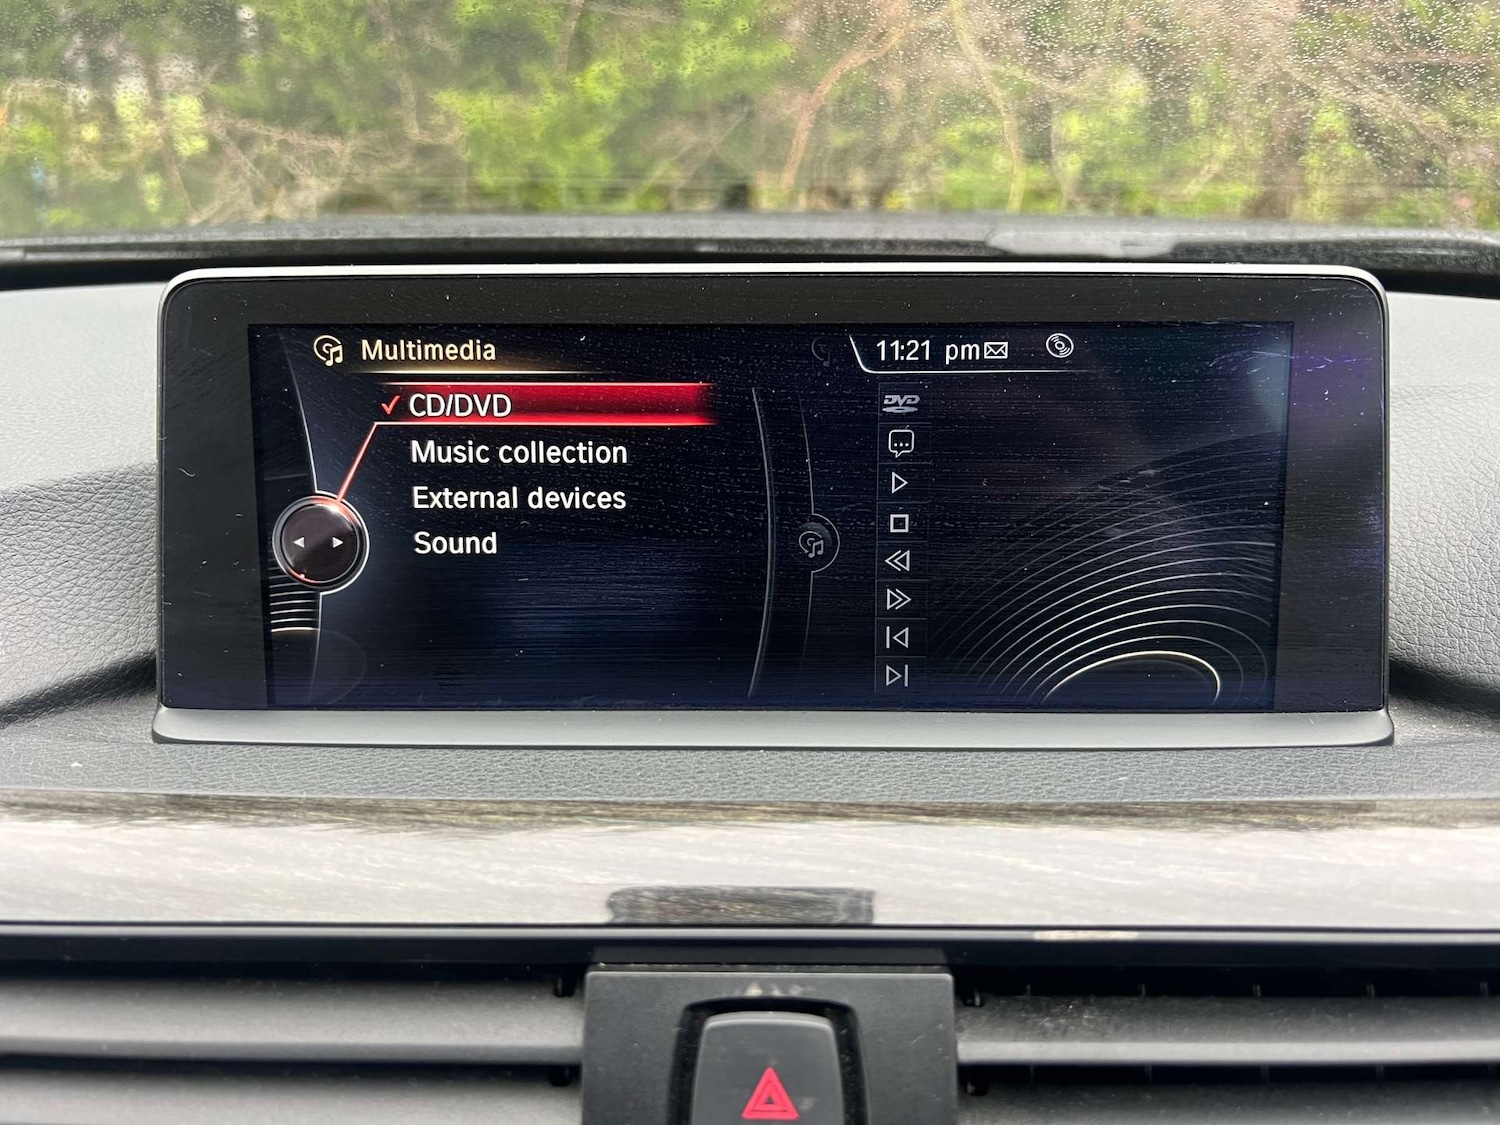 Multimedia
11:21 pm
CD/DVD
Music collection
External devices
Sound
DVD